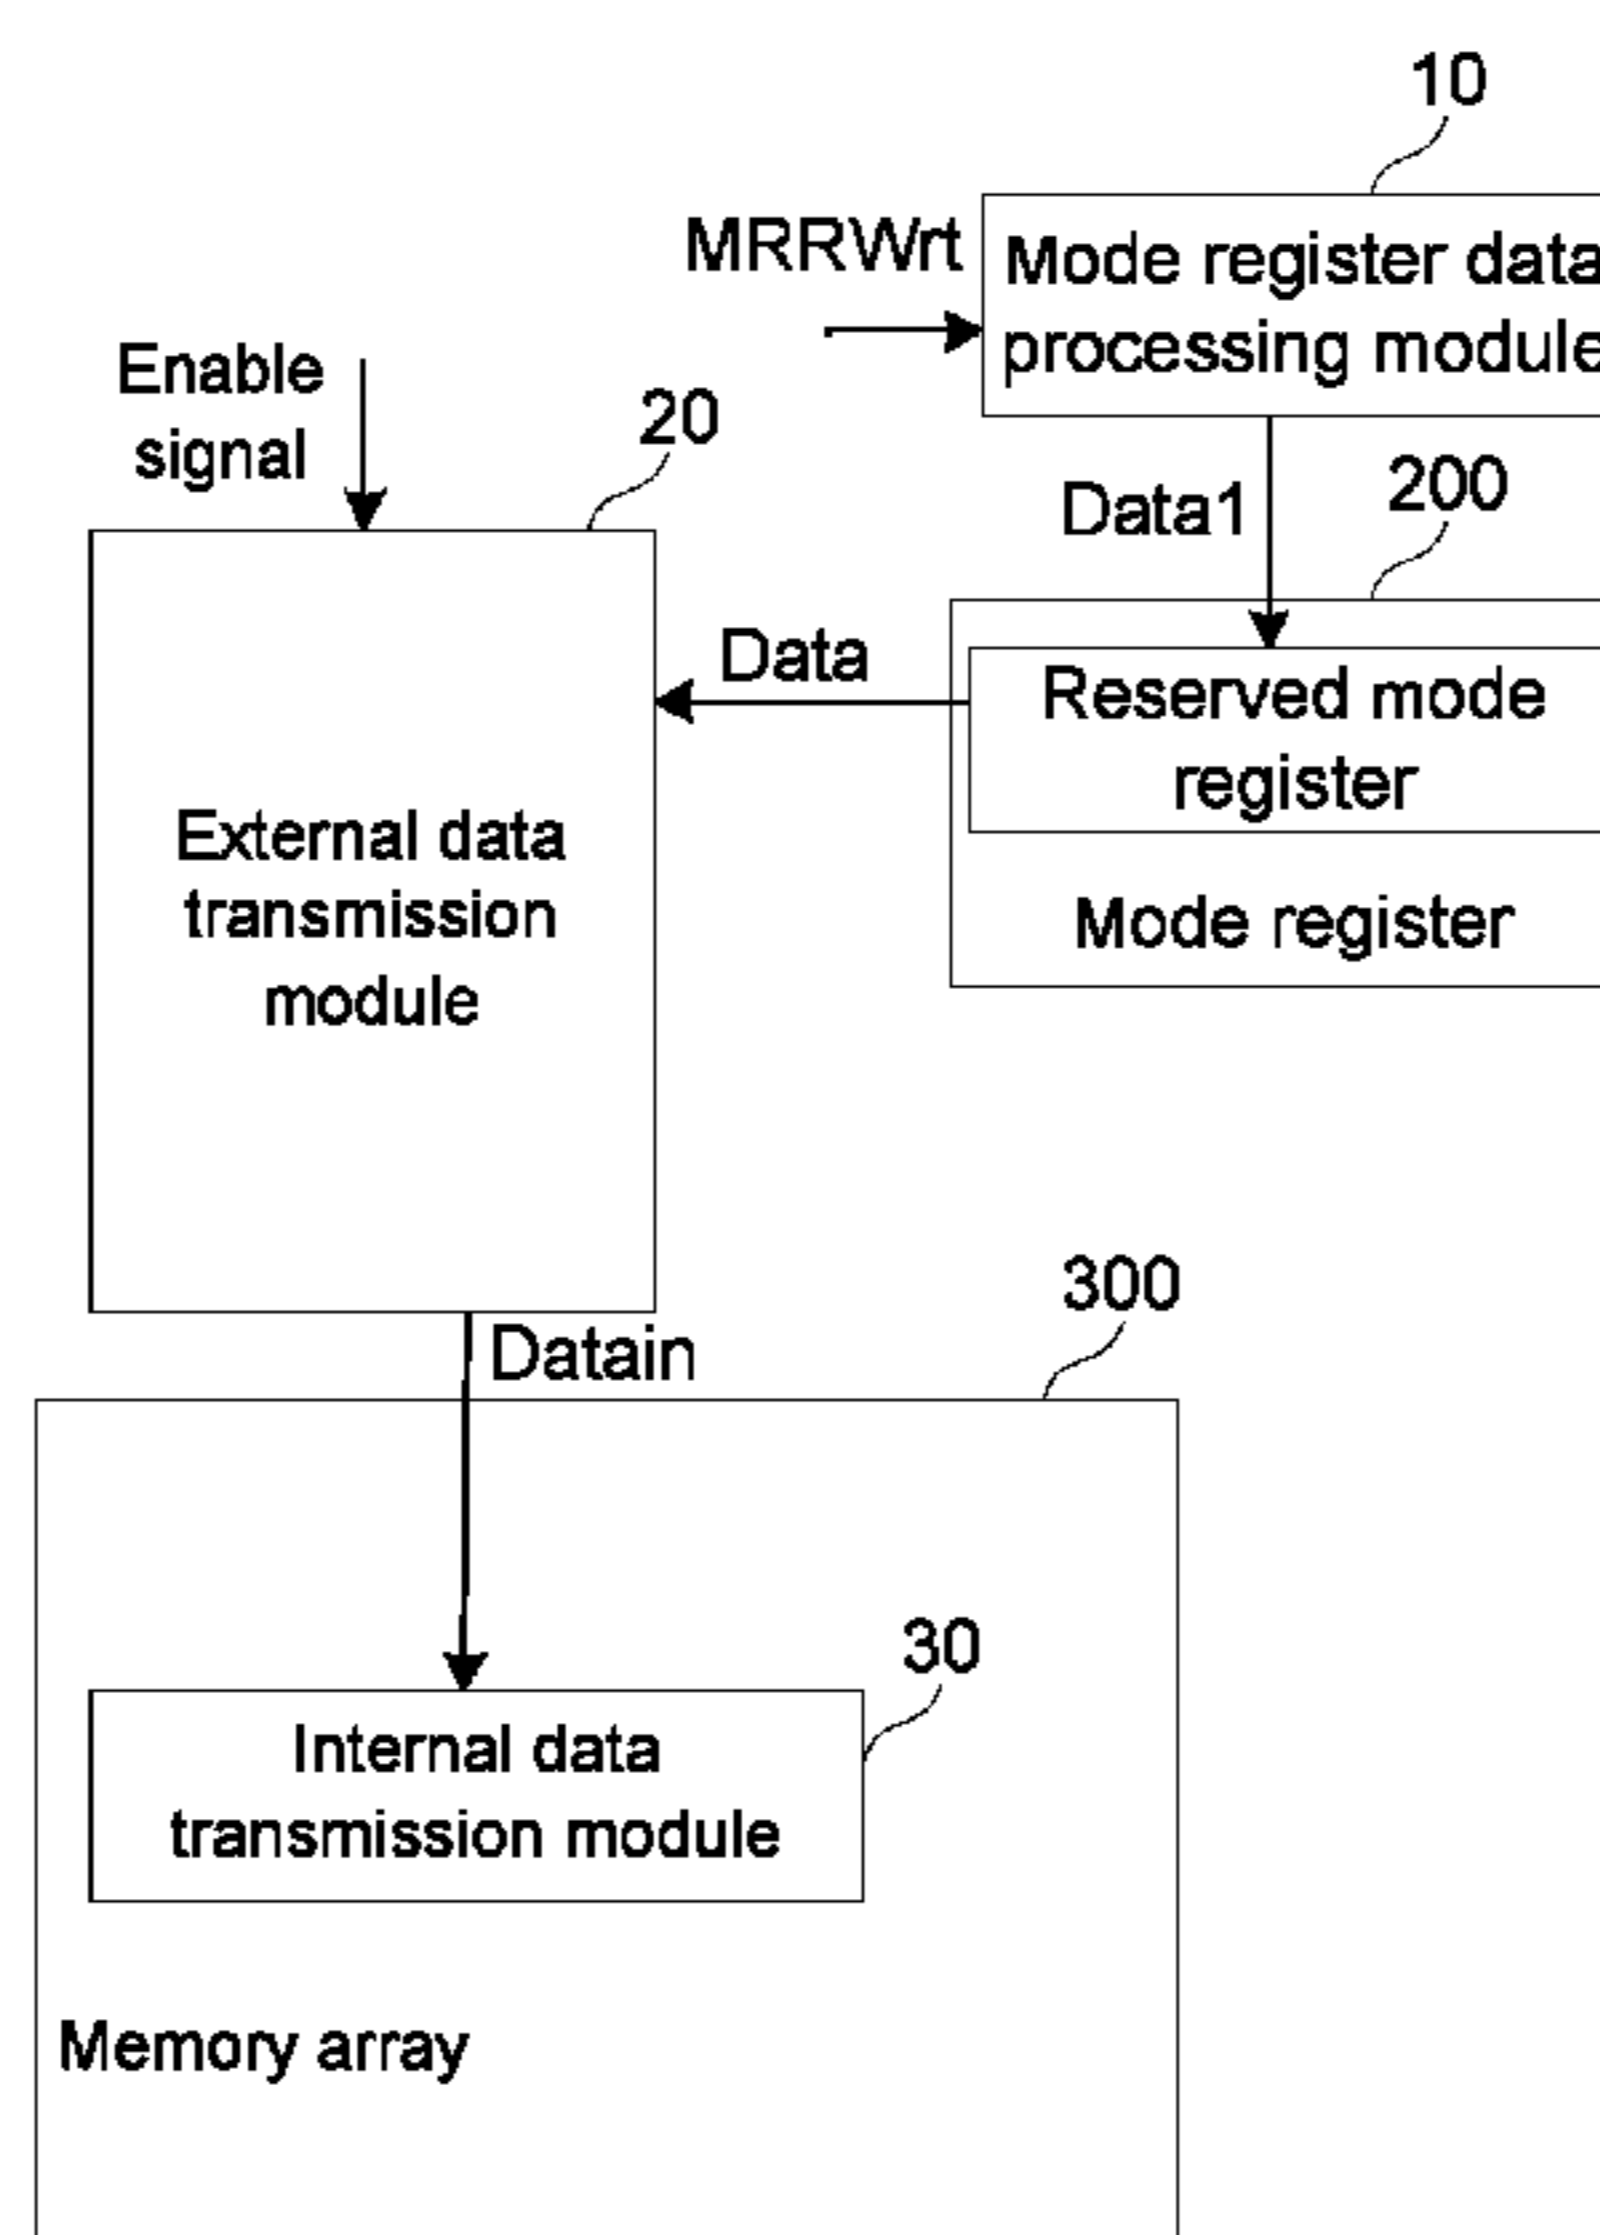 10
MRRWrt
Mode register data
processing module
Enable
signal
20
Data1
200
Data
Reserved mode
register
Mode register
External data
transmission
module
Datain
300
30
Internal data
transmission module
Memory array